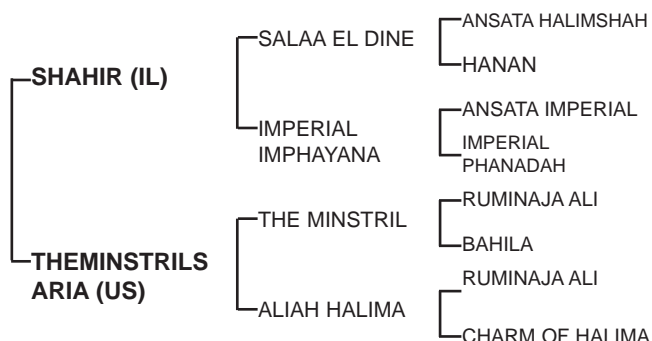 SHAHIR (IL)
THEMINSTRILS
ARIA (US)
SALAA EL DINE
IMPERIAL
IMPHAYANA
THE MINSTRIL
ALIAH HALIMA
ANSATA HALIMSHAH
HANAN
ANSATA IMPERIAL
IMPERIAL
PHANADAH
RUMINAJA ALI
BAHILA
RUMINAJA ALI
CHARM OF HALIMA